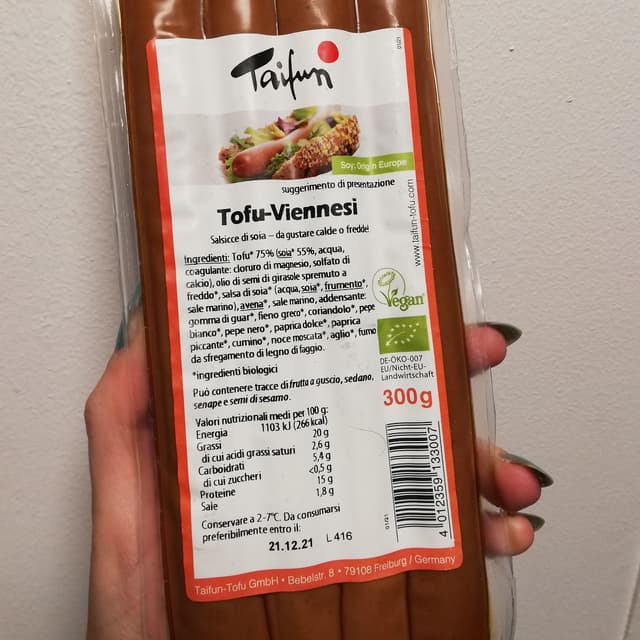 01/21
Taifun
Soy: Origin Europe
suggerimento di presentazione
Tofu-Viennesi
Salsicce di soia – da gustare calde o fredde!
Ingredienti: Tofu* 75% (soia* 55%, acqua,
coagulante: cloruro di magnesio, solfato di
calcio), olio di semi di girasole spremuto a
freddo*, salsa di soia* (acqua, soia*, frumento*,
sale marino), avena*, sale marino, addensante:
gomma di guar*, fieno greco*, coriandolo*, pepe
bianco*, pepe nero*, paprica dolce*, paprica
piccante*, cumino*, noce moscata*, aglio*, fumo
da sfregamento di legno di faggio.
*ingredienti biologici
Può contenere tracce di frutta a guscio, sedano,
senape e semi di sesamo.
Valori nutrizionali medi per 100 g:
Energia 1103 kJ (266 kcal)
Grassi 20 g
di cui acidi grassi saturi 2,6 g
Carboidrati 5,4 g
di cui zuccheri <0,5 g
Proteine 15 g
Sale 1,8 g
Conservare a 2-7°C. Da consumarsi
preferibilmente entro il:
21.12.21 L 416
www.taifun-tofu.com
Vegan
DE-ÖKO-007
EU/Nicht-EU-
Landwirtschaft
300g
4 012359 133007
01/21
Taifun-Tofu GmbH • Bebelstr. 8 • 79108 Freiburg / Germany